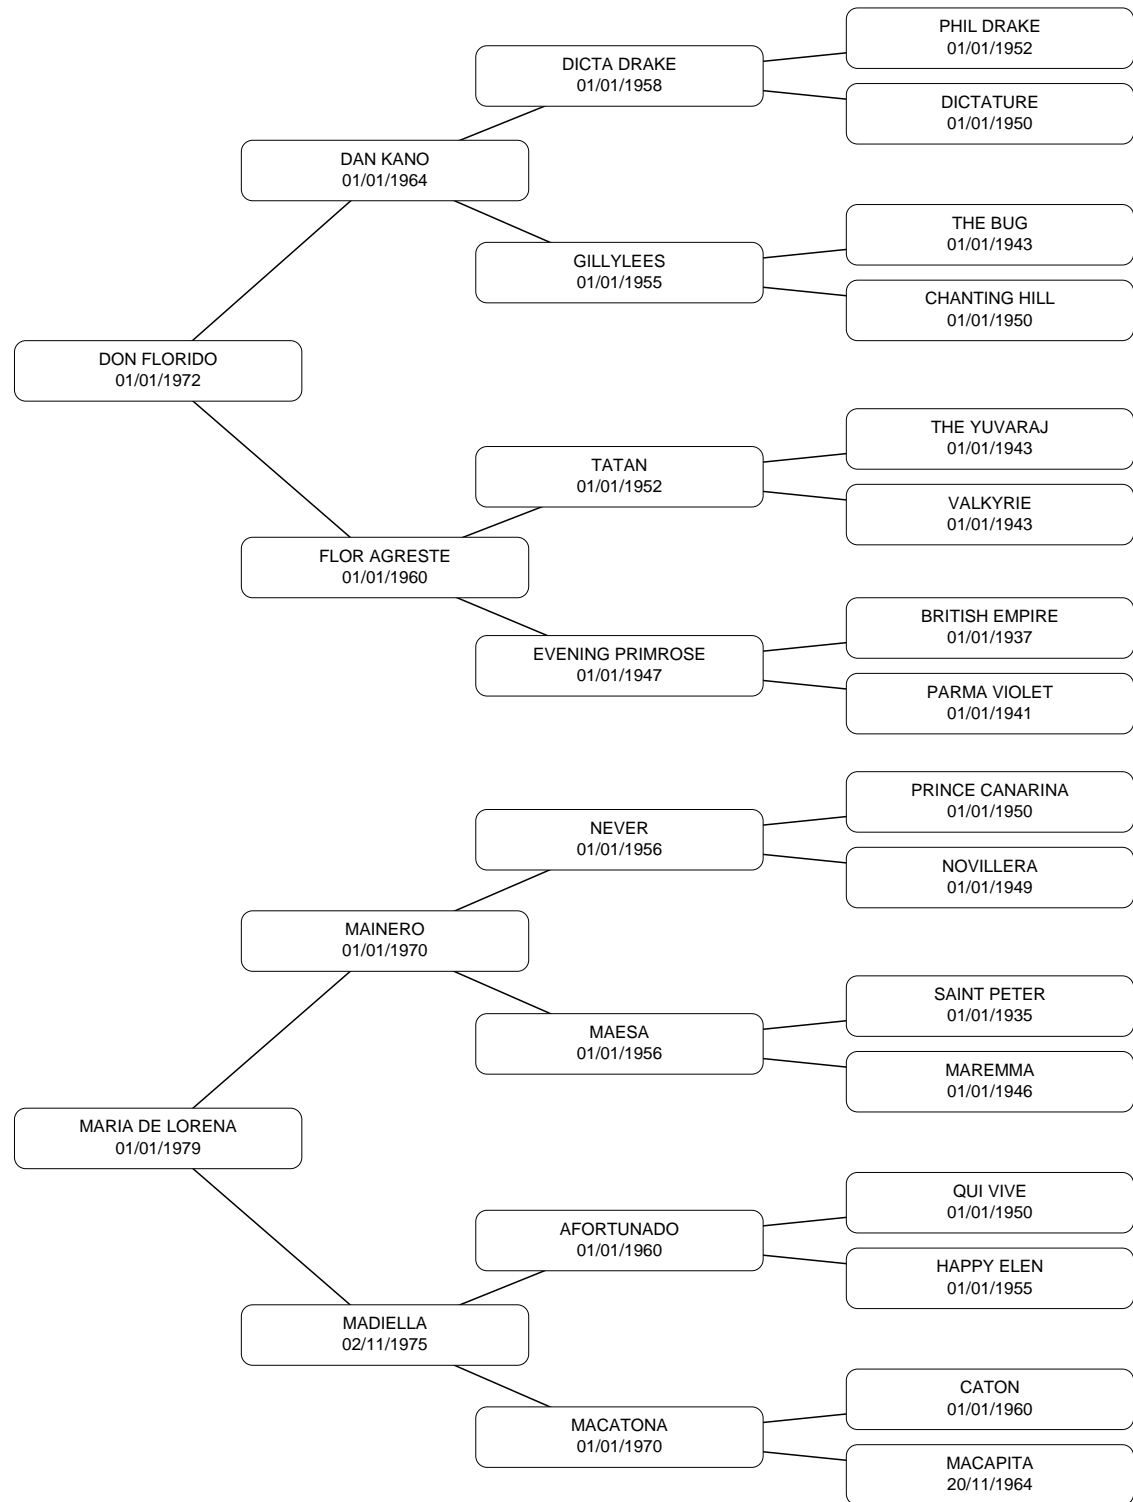 PHIL DRAKE
01/01/1952
DICTA DRAKE
01/01/1958
DICTATURE
01/01/1950
DAN KANO
01/01/1964
THE BUG
01/01/1943
GILLYLEES
01/01/1955
CHANTING HILL
01/01/1950
DON FLORIDO
01/01/1972
THE YUVARAJ
01/01/1943
TATAN
01/01/1952
VALKYRIE
01/01/1943
FLOR AGRESTE
01/01/1960
BRITISH EMPIRE
01/01/1937
EVENING PRIMROSE
01/01/1947
PARMA VIOLET
01/01/1941
PRINCE CANARINA
01/01/1950
NEVER
01/01/1956
NOVILLERA
01/01/1949
MAINERO
01/01/1970
SAINT PETER
01/01/1935
MAESA
01/01/1956
MAREMMA
01/01/1946
MARIA DE LORENA
01/01/1979
QUI VIVE
01/01/1950
AFORTUNADO
01/01/1960
HAPPY ELEN
01/01/1955
MADIELLA
02/11/1975
CATON
01/01/1960
MACATONA
01/01/1970
MACAPITA
20/11/1964